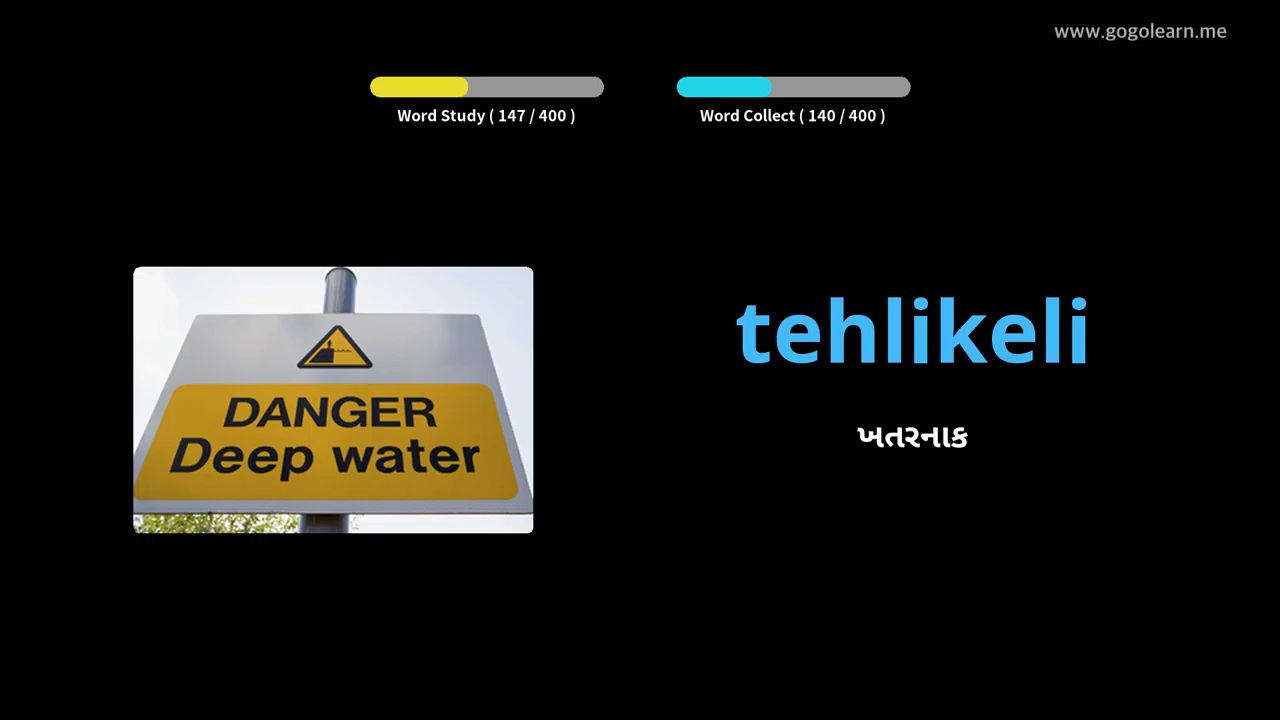 www.gogolearn.me
Word Study ( 147 / 400 )
Word Collect ( 140 / 400 )
DANGER
Deep water
tehlikeli
ખતરનાક